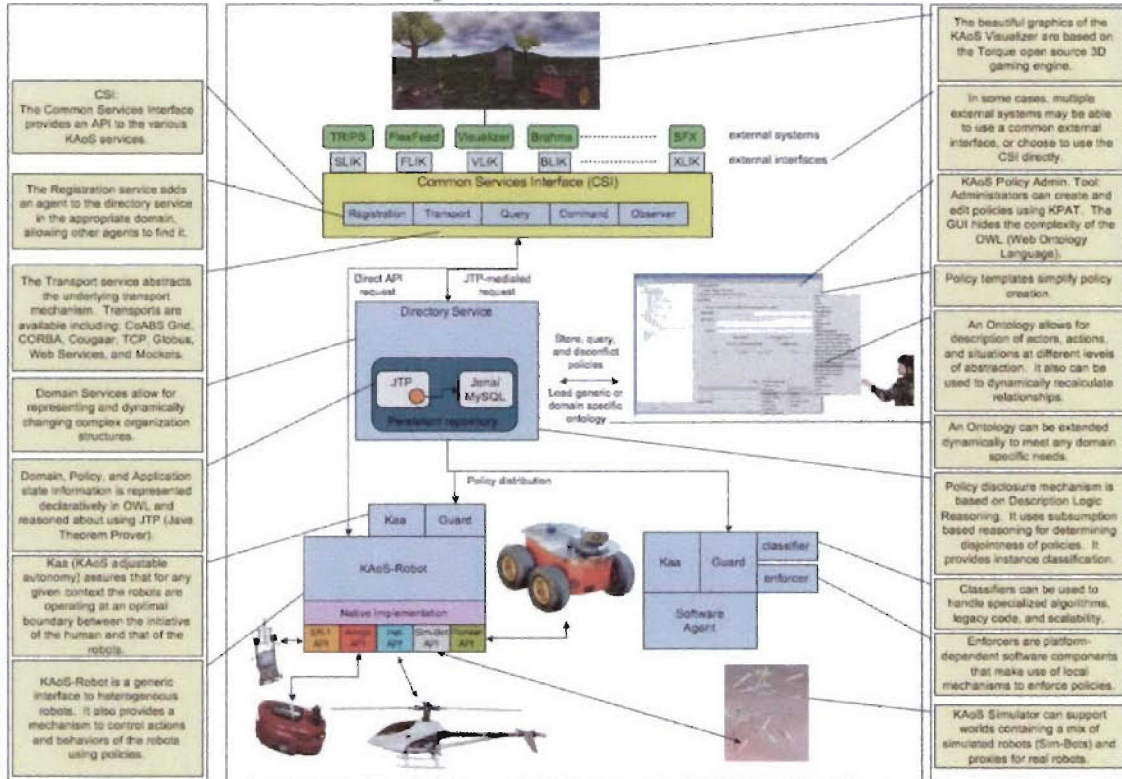 CSI:
The Common Services Interface
provides an API to the various
KAoS services.
The Registration service adds
an agent to the directory service
in the appropriate domain,
allowing other agents to find it.
The Transport service abstracts
the underlying transport
mechanism. Transports are
available including: CoABS Grid,
CORBA, Cougaar, TCP, Globus,
Web Services, and Mockets.
Domain Services allow for
representing and dynamically
changing complex organization
structures.
Domain, Policy, and Application
state information is represented
declaratively in OWL and
reasoned about using JTP (Java
Theorem Prover).
Kaa (KAoS adjustable
autonomy) assures that for any
given context the robots are
operating at an optimal
boundary between the initiative
of the human and that of the
robots.
KAoS-Robot is a generic
interface to heterogeneous
robots. It also provides a
mechanism to control actions
and behaviors of the robots
using policies.
TRIPS FlexFeed Visualizer Brahms SFX external systems
SLIK FLIK VLIK BLIK XLIK external interfaces
Common Services Interface (CSI)
Registration Transport Query Command Observer
Direct API
request
JTP-mediated
request
Directory Service
JTP
Jena/
MySQL
Persistent repository
Store, query,
and disconflict
policies
Load generic or
domain specific
ontology
Policy distribution
Kaa Guard
KAoS-Robot
Native Implementation
ER-1
API
Amigo
API
Heli
API
Sim-Bot
API
Pioneer
API
Kaa Guard
classifier
enforcer
Software
Agent
The beautiful graphics of the
KAoS Visualizer are based on
the Torque open source 3D
gaming engine.
In some cases, multiple
external systems may be able
to use a common external
interface, or choose to use the
CSI directly.
KAoS Policy Admin. Tool:
Administrators can create and
edit policies using KPAT. The
GUI hides the complexity of the
OWL (Web Ontology
Language).
Policy templates simplify policy
creation.
An Ontology allows for
description of actors, actions,
and situations at different levels
of abstraction. It also can be
used to dynamically recalculate
relationships.
An Ontology can be extended
dynamically to meet any domain
specific needs.
Policy disclosure mechanism is
based on Description Logic
Reasoning. It uses subsumption
based reasoning for determining
disjointness of policies. It
provides instance classification.
Classifiers can be used to
handle specialized algorithms,
legacy code, and scalability.
Enforcers are platform-
dependent software components
that make use of local
mechanisms to enforce policies.
KAoS Simulator can support
worlds containing a mix of
simulated robots (Sim-Bots) and
proxies for real robots.